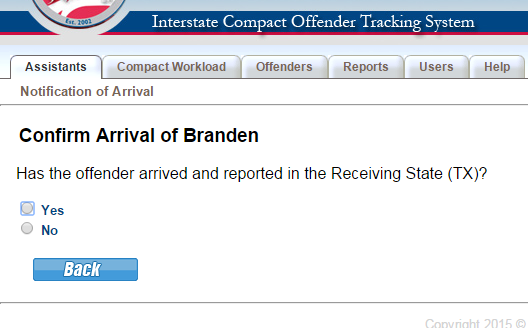 EST. 2002
Interstate Compact Offender Tracking System
Assistants Compact Workload Offenders Reports Users Help
Notification of Arrival
Confirm Arrival of Branden
Has the offender arrived and reported in the Receiving State (TX)?
Yes
No
Back
Copyright 2015 ©